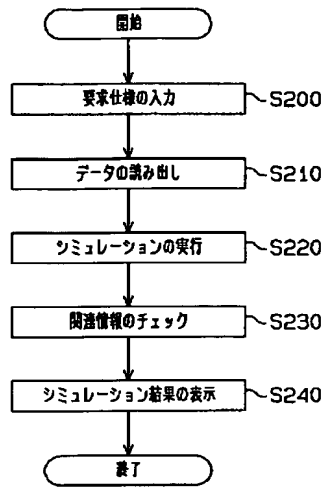 開始
要求仕様の入力 S200
データの読み出し S210
シミュレーションの実行 S220
関連情報のチェック S230
シミュレーション結果の表示 S240
終了